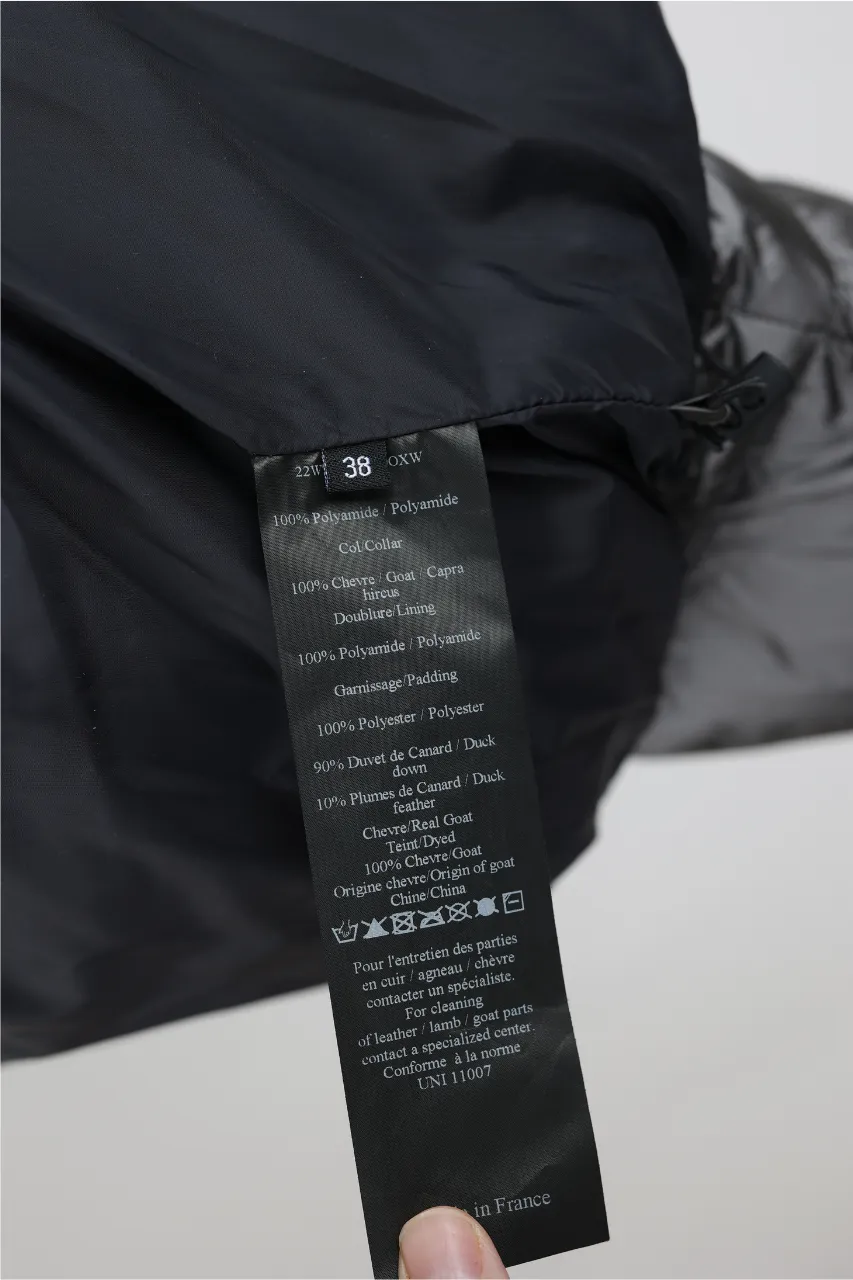 22W 38 OXW
100% Polyamide / Polyamide
Col/Collar
100% Chevre / Goat / Capra
hircus
Doublure/Lining
100% Polyamide / Polyamide
Garnissage/Padding
100% Polyester / Polyester
90% Duvet de Canard / Duck
down
10% Plumes de Canard / Duck
feather
Chevre/Real Goat
Teint/Dyed
100% Chevre/Goat
Origine chevre/Origin of goat
Chine/China
Pour l'entretien des parties
en cuir / agneau / chèvre
contacter un spécialiste.
For cleaning
of leather / lamb / goat parts
contact a specialized center.
Conforme à la norme
UNI 11007
in France